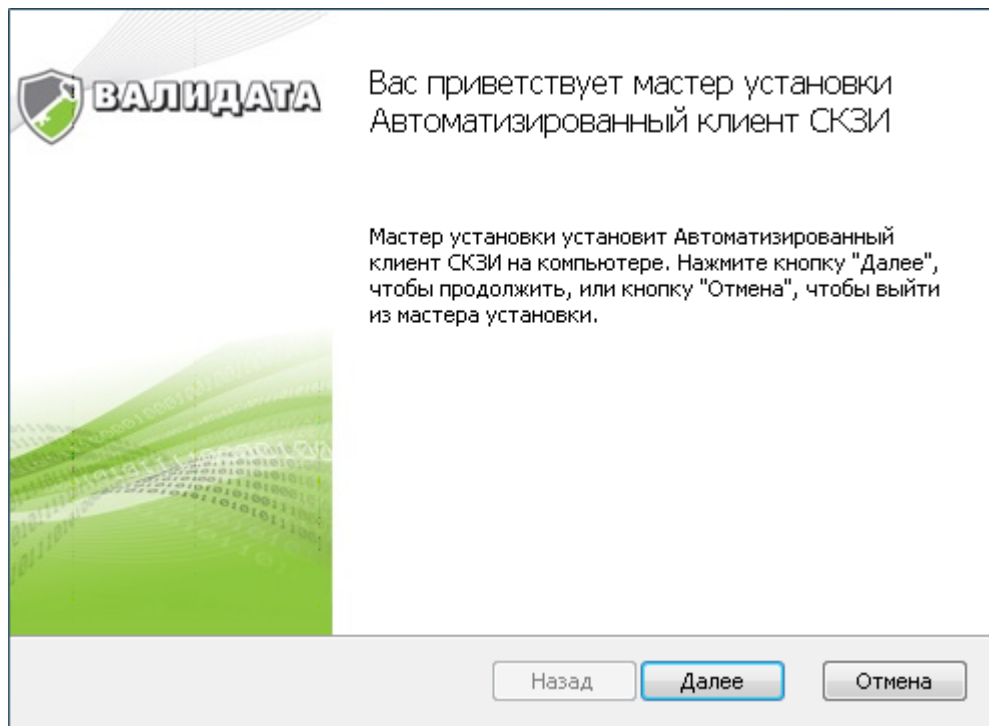 ВАЛИДАТА
Вас приветствует мастер установки
Автоматизированный клиент СКЗИ
Мастер установки установит Автоматизированный
клиент СКЗИ на компьютере. Нажмите кнопку "Далее",
чтобы продолжить, или кнопку "Отмена", чтобы выйти
из мастера установки.
Назад
Далее
Отмена